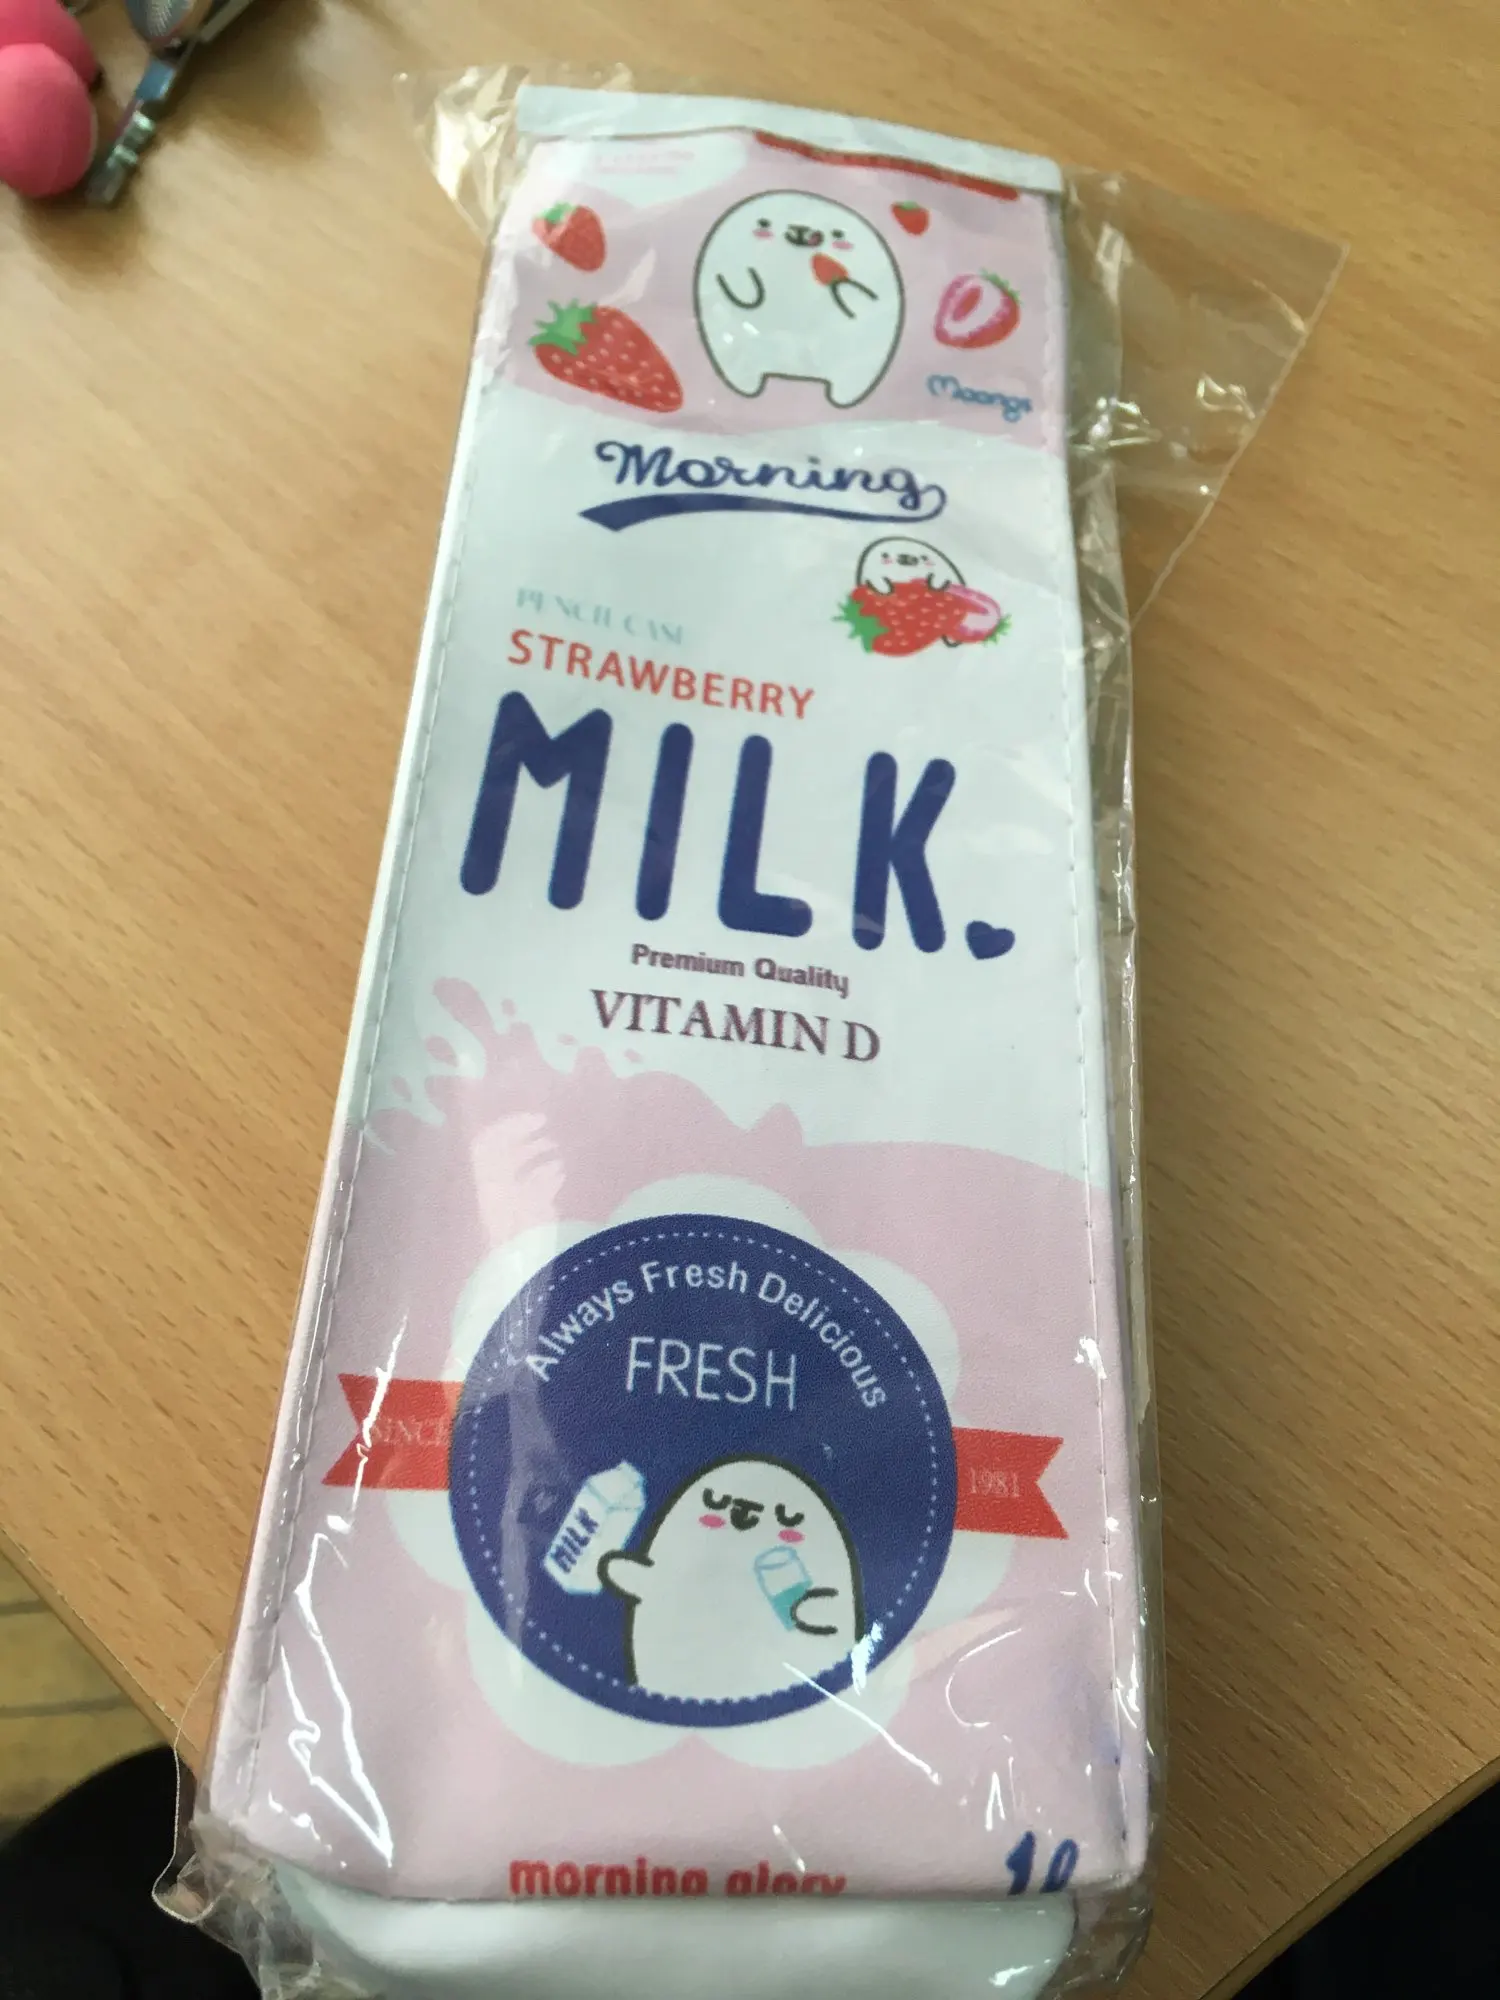 Moongs
Morning
PENCIL CASE
STRAWBERRY
MILK
Premium Quality
VITAMIN D
Always Fresh Delicious
FRESH
SINCE
1981
MILK
morning glory